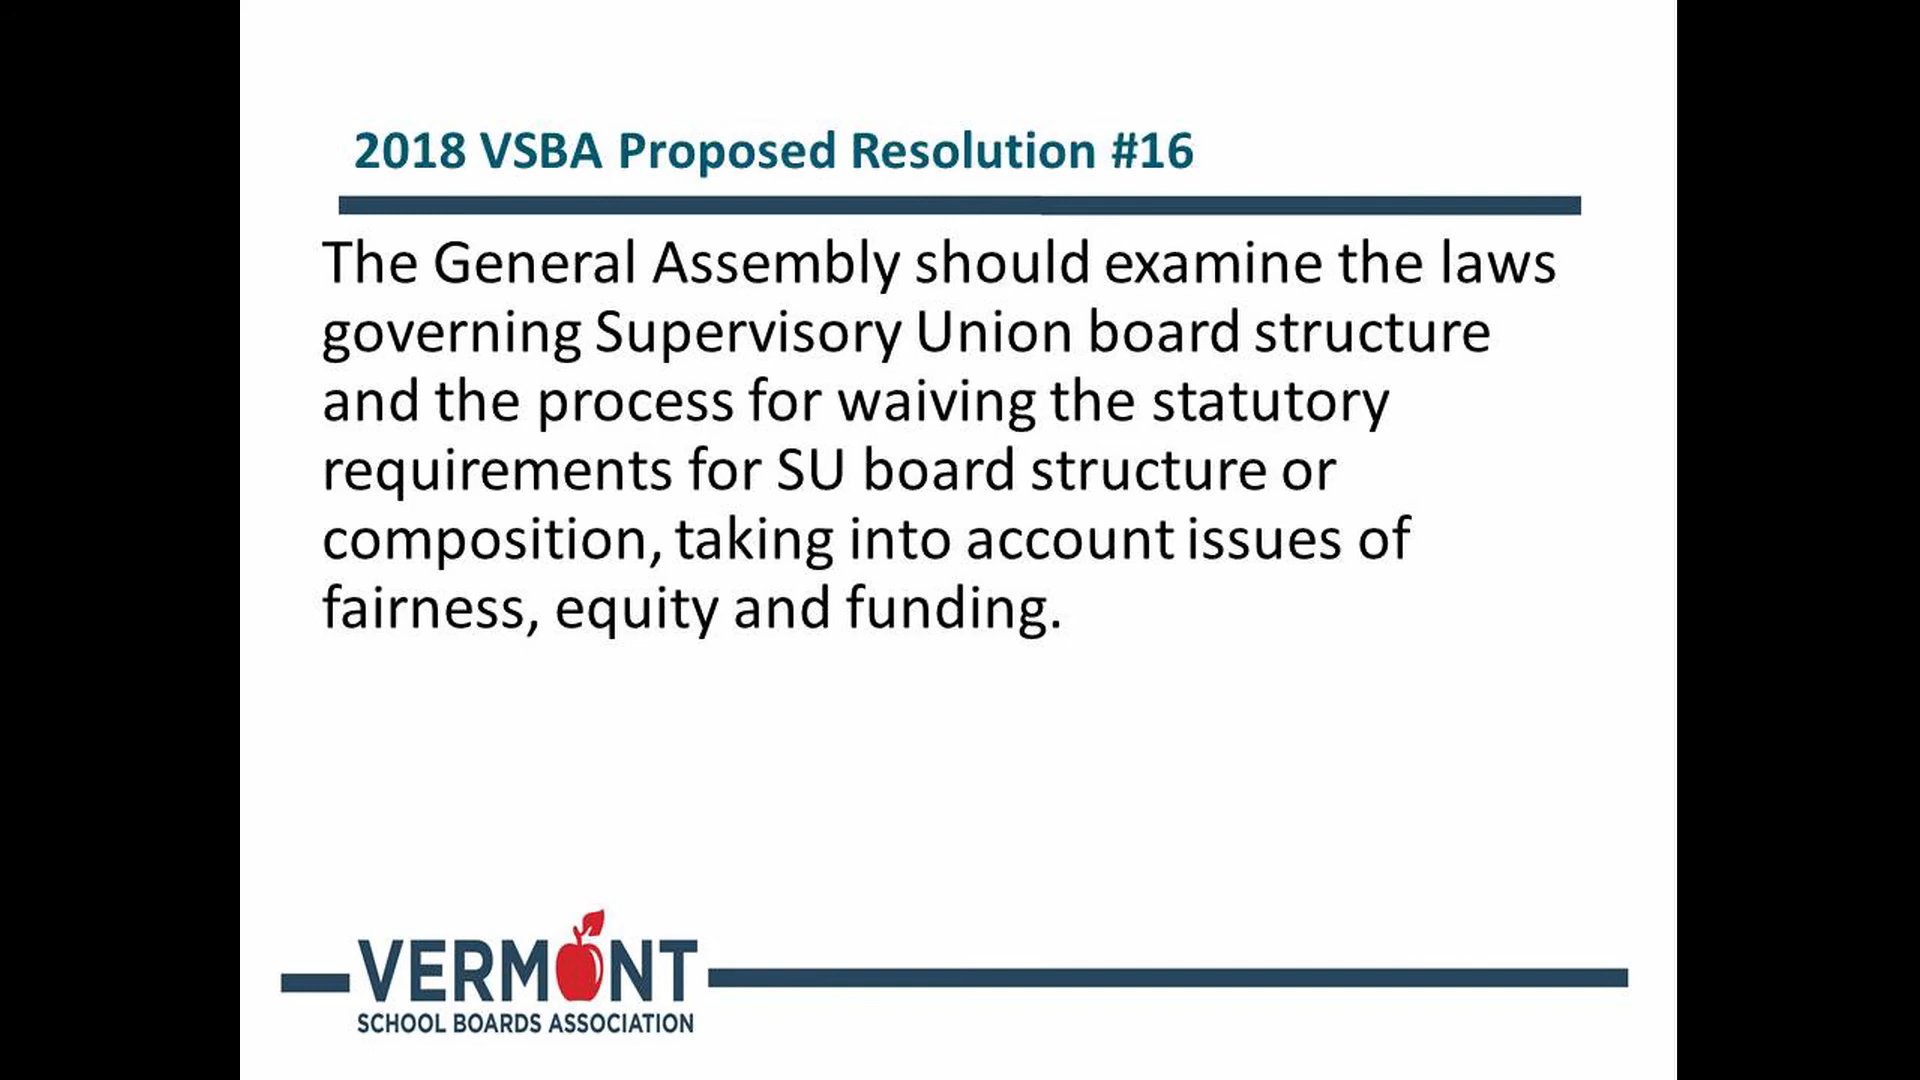 2018 VSBA Proposed Resolution #16
The General Assembly should examine the laws
governing Supervisory Union board structure
and the process for waiving the statutory
requirements for SU board structure or
composition, taking into account issues of
fairness, equity and funding.
VERMONT
SCHOOL BOARDS ASSOCIATION